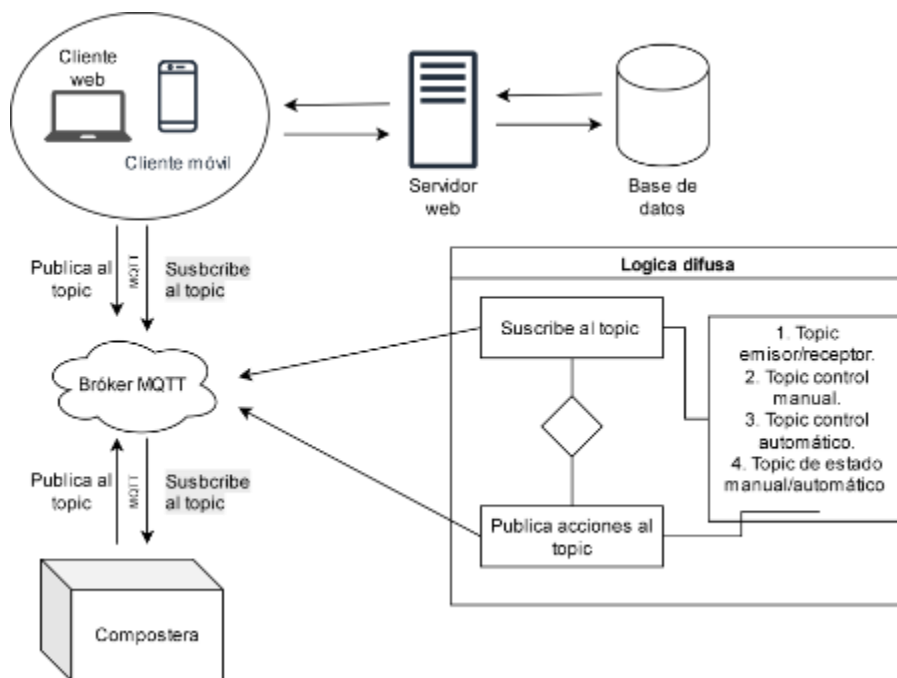 Cliente
web
Cliente móvil
Servidor
web
Base de
datos
Publica al
topic
MQTT
Susbcribe
al topic
Logica difusa
Suscribe al topic
1. Topic
emisor/receptor.
2. Topic control
manual.
3. Topic control
automático.
4. Topic de estado
manual/automático
Bróker MQTT
Publica al
topic
MQTT
Susbcribe
al topic
Publica acciones al
topic
Compostera